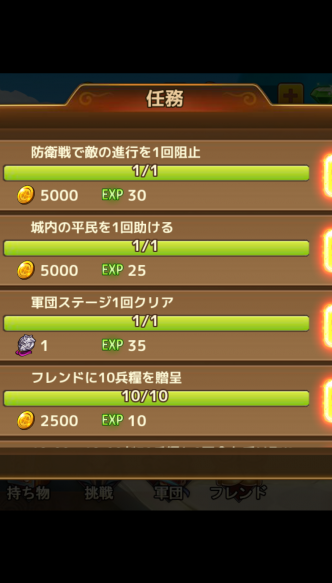 任務
防衛戦で敵の進行を1回阻止
1/1
5000 EXP 30
城内の平民を1回助ける
1/1
5000 EXP 25
軍団ステージ1回クリア
1/1
1 EXP 35
フレンドに10兵糧を贈呈
10/10
2500 EXP 10
持ち物 挑戦 軍団 フレンド